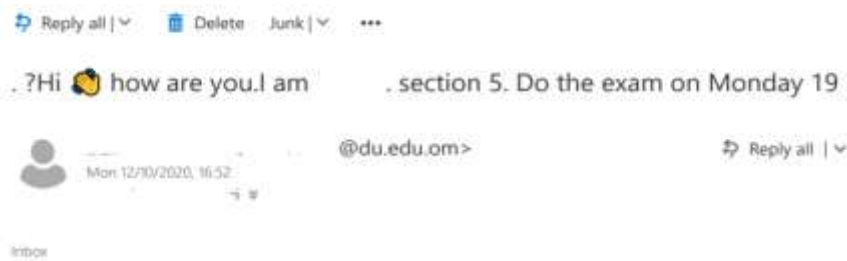 Reply all | Delete Junk | •••
. ?Hi 👏 how are you.I am . section 5. Do the exam on Monday 19
@du.edu.om> Reply all |
Mon 12/10/2020, 16:52
Inbox